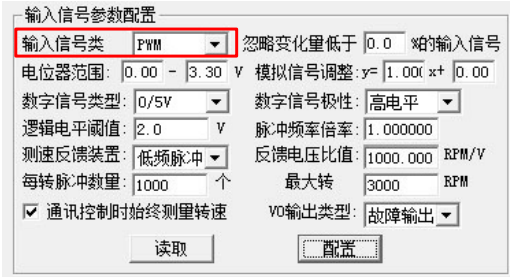 输入信号参数配置
输入信号类 PWM 忽略变化量低于 0.0 %的输入信号
电位器范围: 0.00 - 3.30 V 模拟信号调整:y= 1.00( x+ 0.00
数字信号类型: 0/5V 数字信号极性: 高电平
逻辑电平阈值: 2.0 V 脉冲频率倍率: 1.000000
测速反馈装置: 低频脉冲 反馈电压比值: 1000.000 RPM/V
每转脉冲数量: 1000 个 最大转 3000 RPM
通讯控制时始终测量转速 VO输出类型: 故障输出
读取 配置